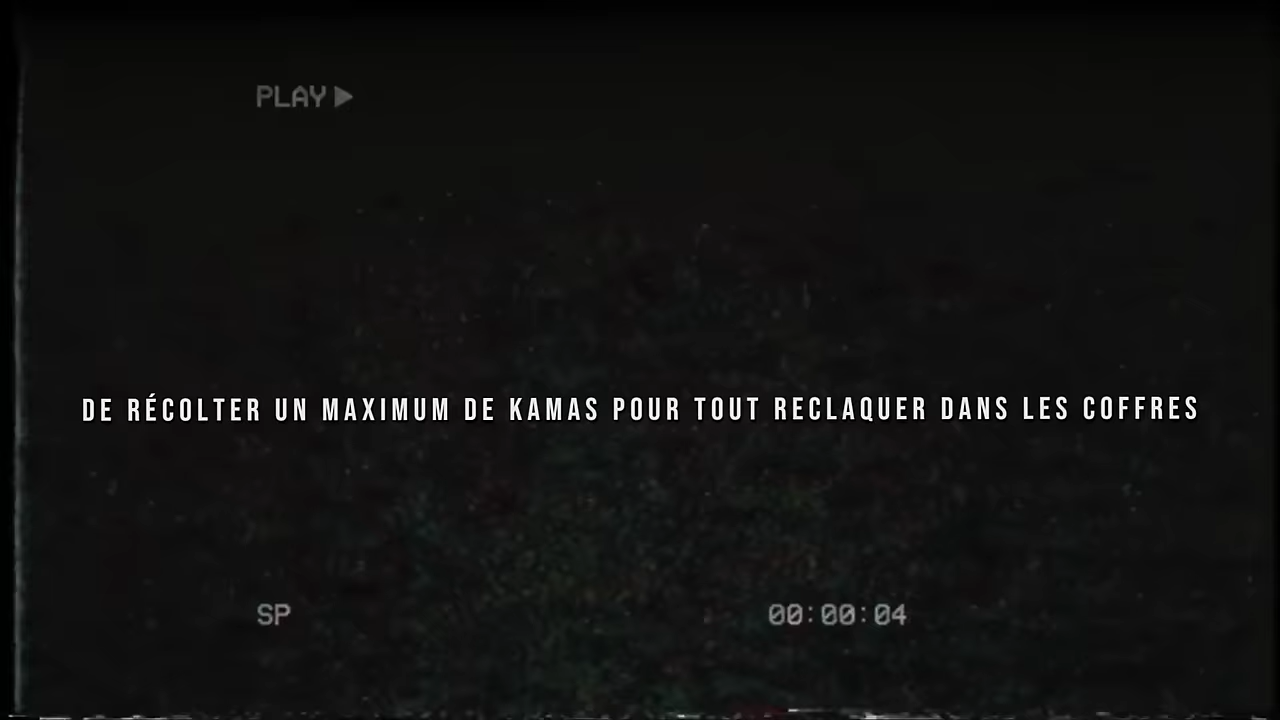 PLAY ▶
DE RÉCOLTER UN MAXIMUM DE KAMAS POUR TOUT RECLAQUER DANS LES COFFRES
SP
00:00:04